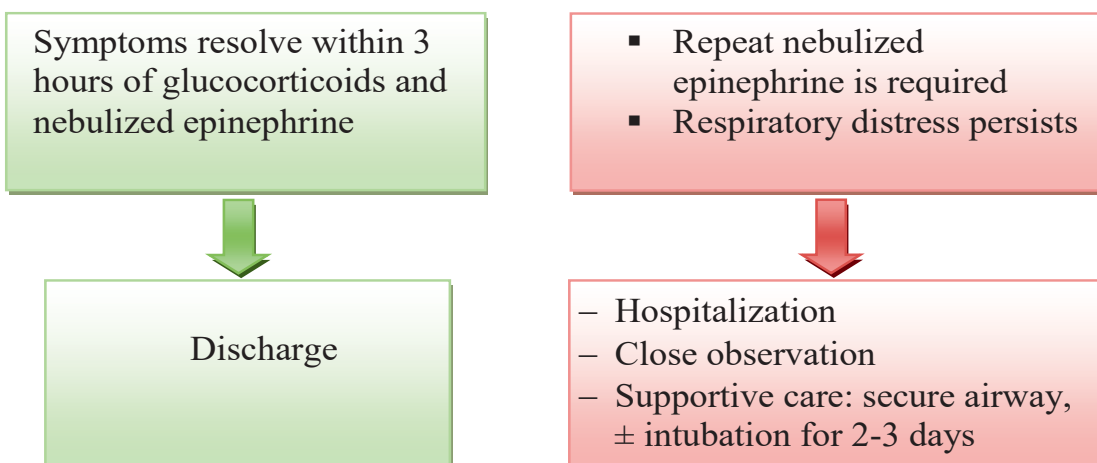 Symptoms resolve within 3
hours of glucocorticoids and
nebulized epinephrine
▪ Repeat nebulized
epinephrine is required
▪ Respiratory distress persists
Discharge
– Hospitalization
– Close observation
– Supportive care: secure airway,
± intubation for 2-3 days